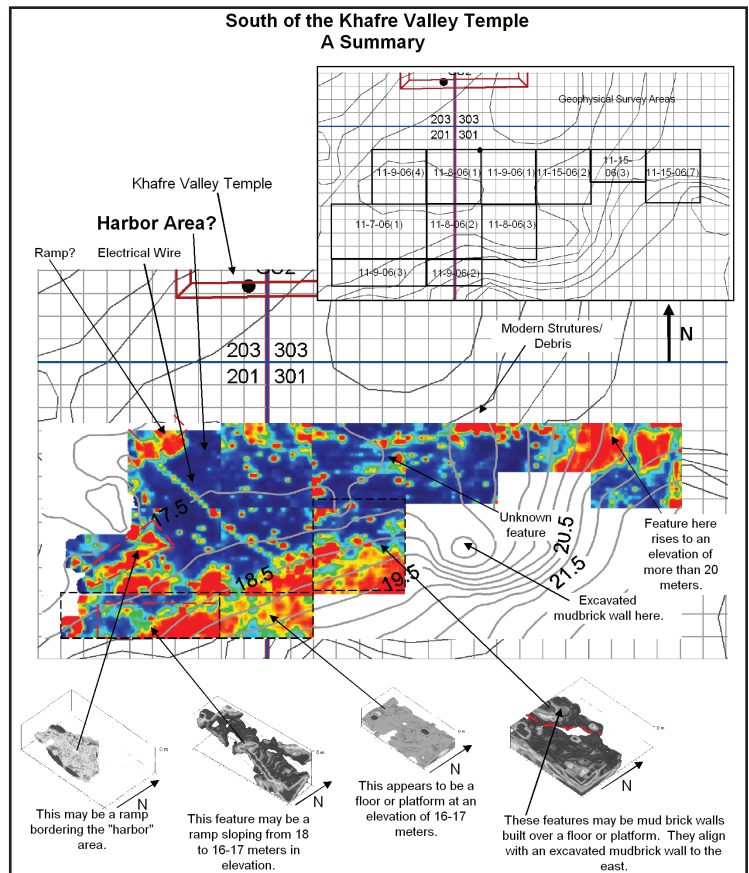 South of the Khafre Valley Temple
A Summary
Geophysical Survey Areas
203 303
201 301
11-9-06(4)
11-8-06(1)
11-9-06(1)
11-15-06(2)
11-15-
06(3)
11-15-06(7)
11-7-06(1)
11-8-06(2)
11-8-06(3)
11-9-06(3)
11-9-06(2)
Khafre Valley Temple
Harbor Area?
Ramp?
Electrical Wire
N
Modern Strutures/
Debris
203 303
201 301
17.5
18.5
19.5
20.5
21.5
Unknown
feature
Feature here
rises to an
elevation of
more than 20
meters.
Excavated
mudbrick wall here.
0 m
0 m
0 m
0 m
N
N
N
N
This may be a ramp
bordering the "harbor"
area.
This feature may be a
ramp sloping from 18
to 16-17 meters in
elevation.
This appears to be a
floor or platform at an
elevation of 16-17
meters.
These features may be mud brick walls
built over a floor or platform. They align
with an excavated mudbrick wall to the
east.